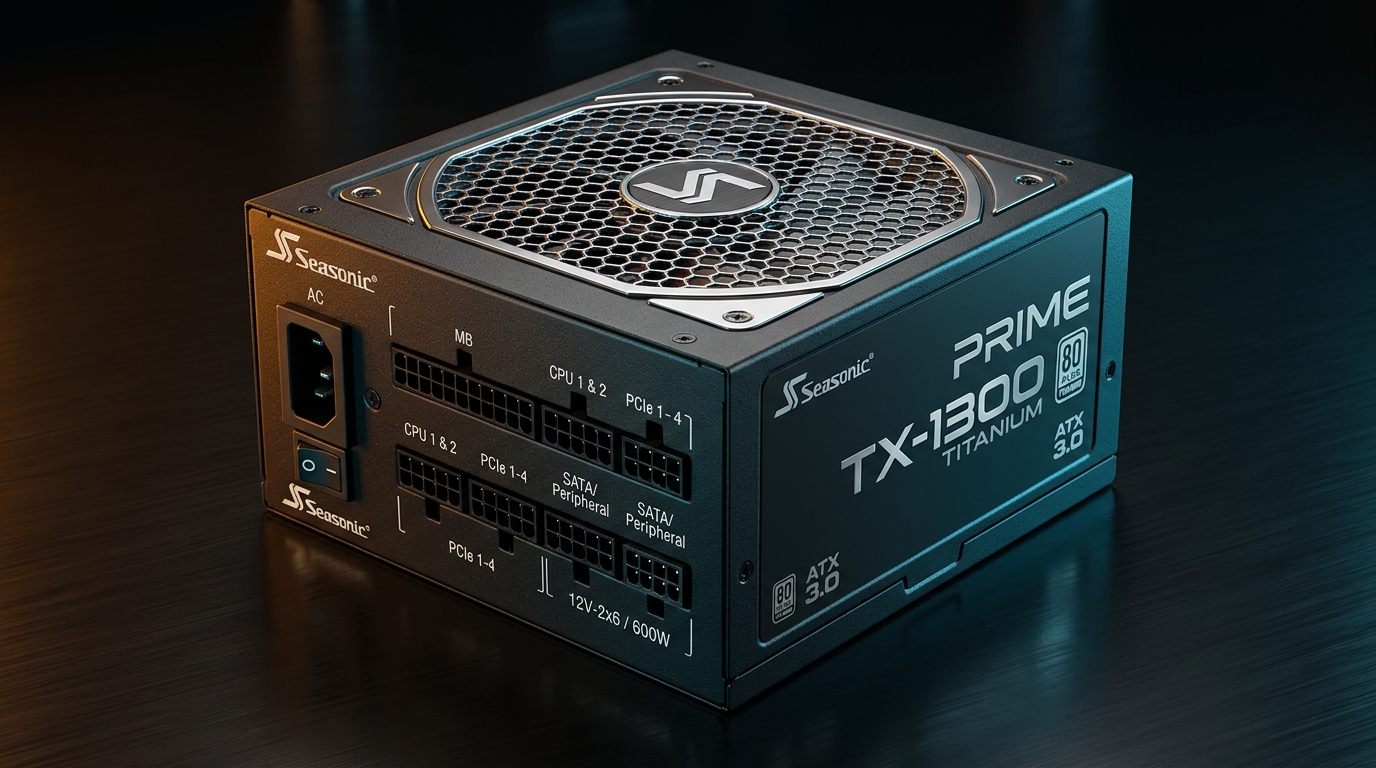 Seasonic®
AC
MB
CPU 1 & 2
PCIe 1-4
CPU 1 & 2
PCIe 1-4
SATA/
Peripheral
SATA/
Peripheral
PCIe 1-4
12V-2x6 / 600W
O –
Seasonic®
Seasonic®
PRIME
TX-1300
TITANIUM
80
PLUS
ATX
3.0
80
ATX
3.0